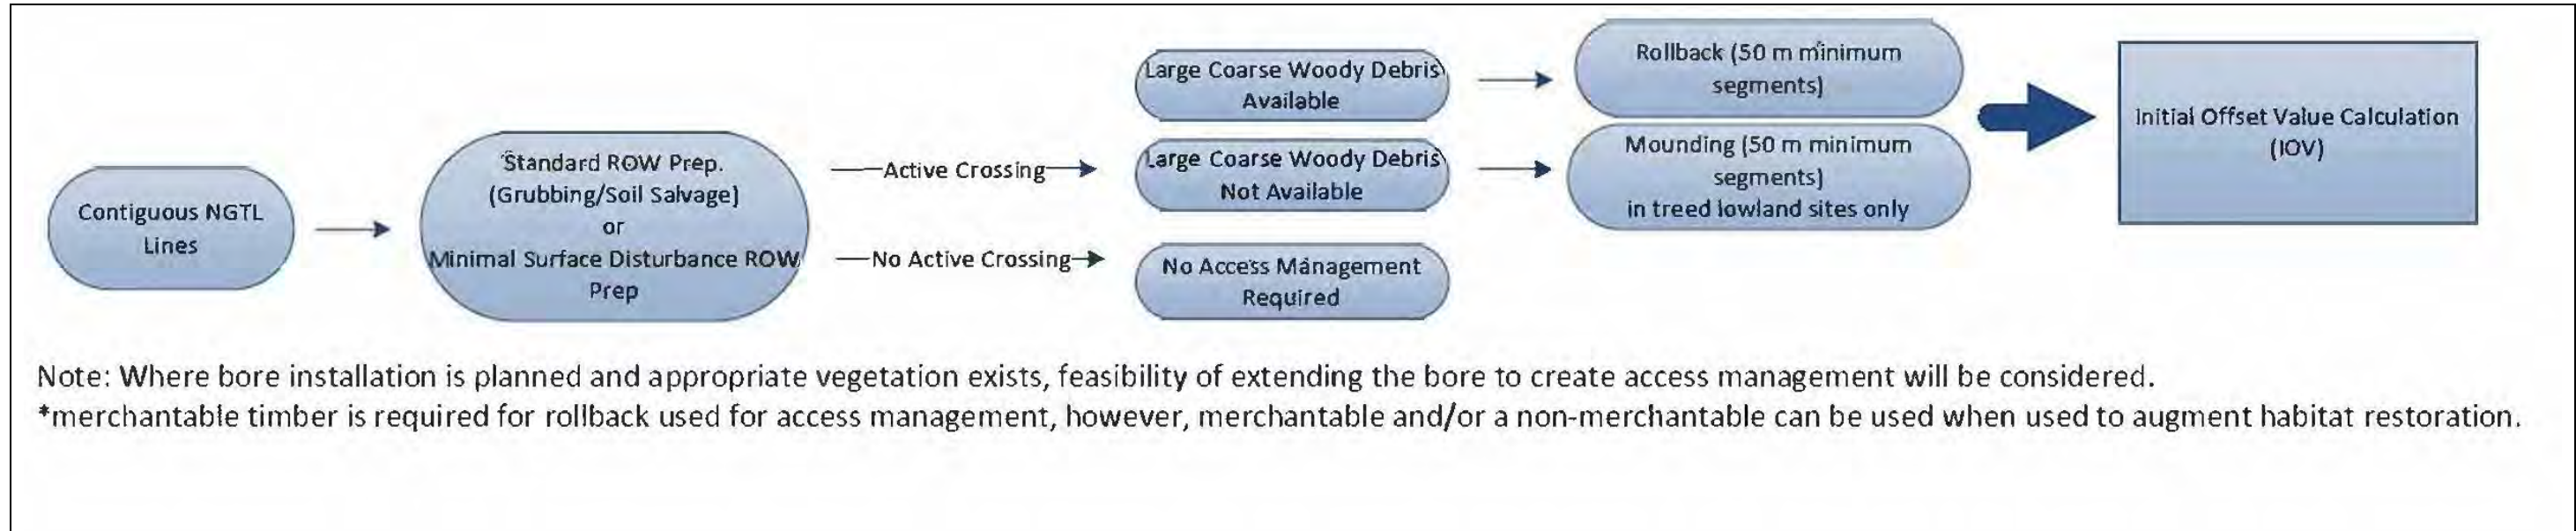 Contiguous NGTL
Lines
Standard ROW Prep.
(Grubbing/Soil Salvage)
or
Minimal Surface Disturbance ROW
Prep
Active Crossing
No Active Crossing
Large Coarse Woody Debris
Available
Large Coarse Woody Debris
Not Available
No Access Management
Required
Rollback (50 m minimum
segments)
Mounding (50 m minimum
segments)
in treed lowland sites only
Initial Offset Value Calculation
(IOV)
Note: Where bore installation is planned and appropriate vegetation exists, feasibility of extending the bore to create access management will be considered.
*merchantable timber is required for rollback used for access management, however, merchantable and/or a non-merchantable can be used when used to augment habitat restoration.